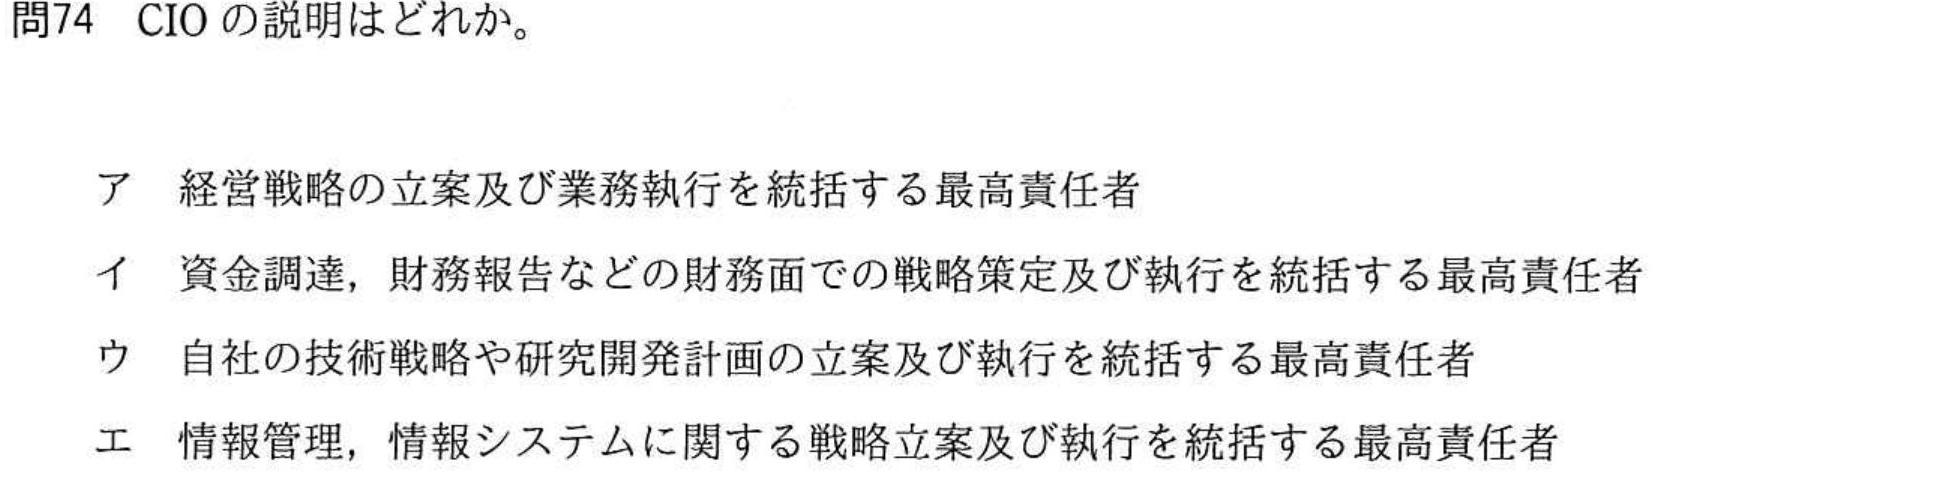 問74 CIO の説明はどれか。
ア 経営戦略の立案及び業務執行を統括する最高責任者
イ 資金調達，財務報告などの財務面での戦略策定及び執行を統括する最高責任者
ウ 自社の技術戦略や研究開発計画の立案及び執行を統括する最高責任者
エ 情報管理，情報システムに関する戦略立案及び執行を統括する最高責任者